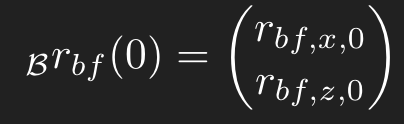 $_{\mathcal{B}}r_{bf}(0) = \begin{pmatrix} r_{bf,x,0} \\ r_{bf,z,0} \end{pmatrix}$